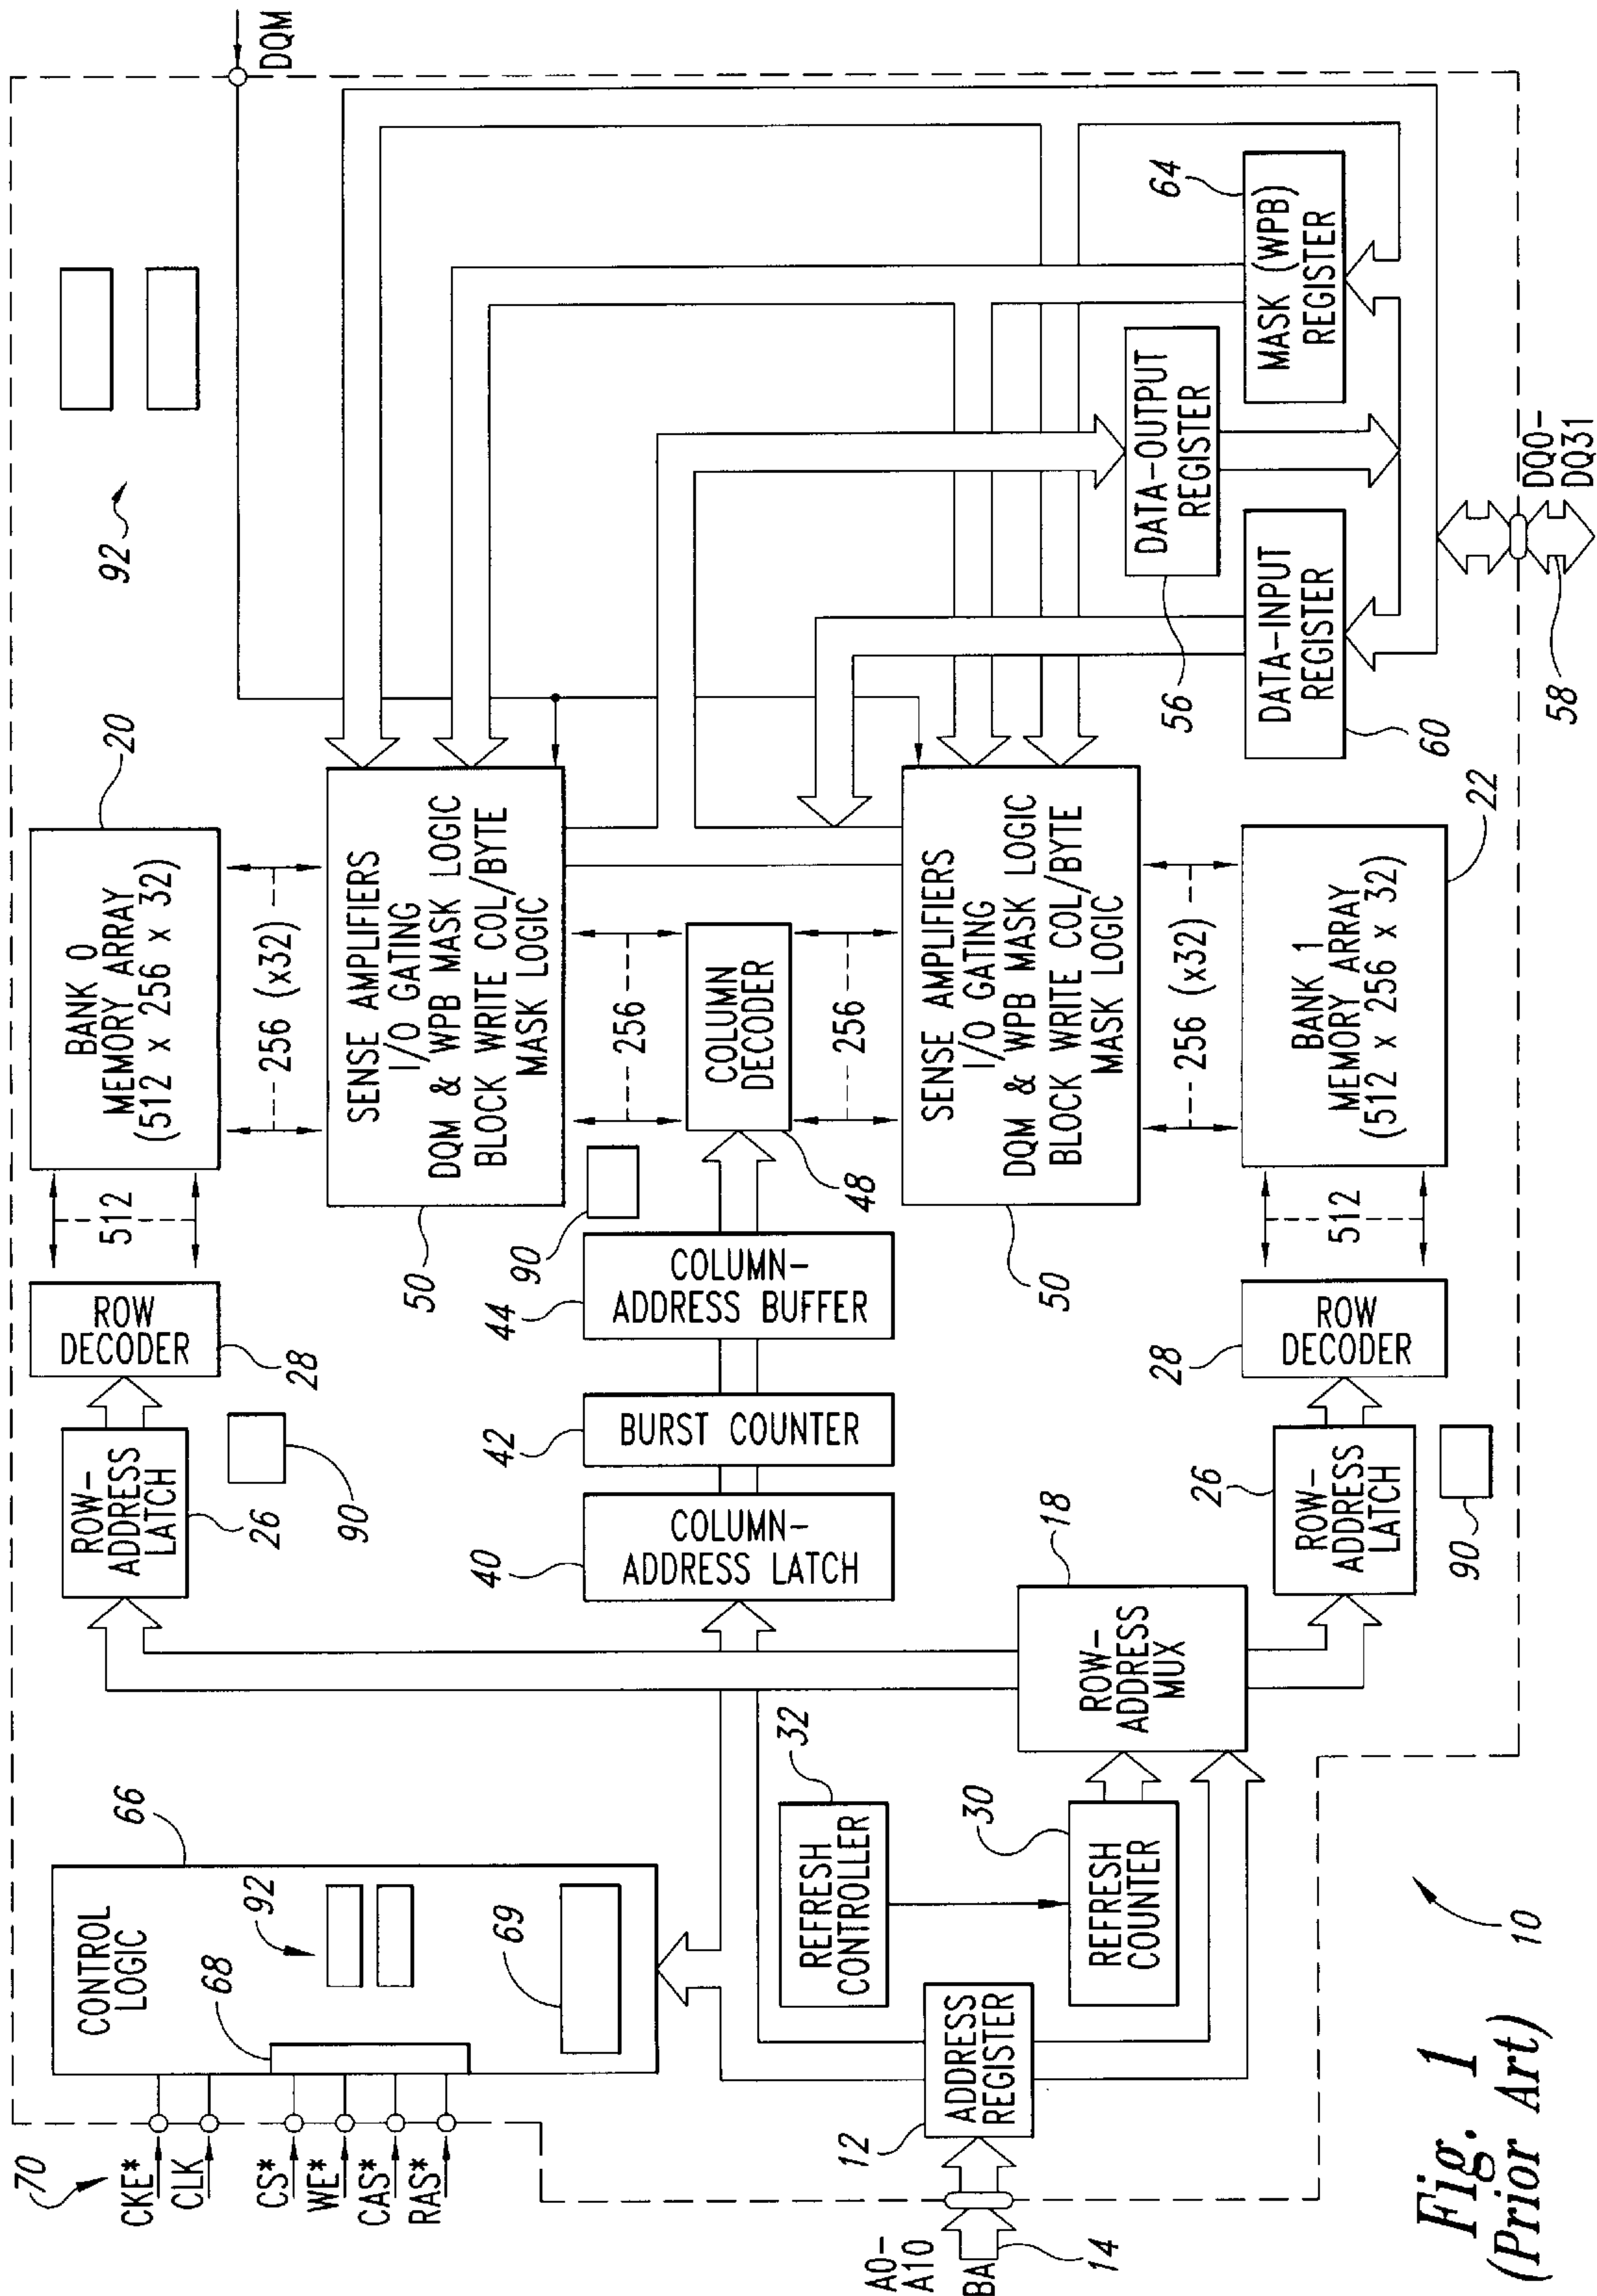 70
CKE*
CLK
CS*
WE*
CAS*
RAS*
CONTROL
LOGIC
66
68
92
69
ROW-
ADDRESS
LATCH
26
90
ROW
DECODER
28
512
BANK 0
MEMORY ARRAY
(512 x 256 x 32)
20
256 (x32)
92
DQM
SENSE AMPLIFIERS
I/O GATING
DQM & WPB MASK LOGIC
BLOCK WRITE COL/BYTE
MASK LOGIC
50
90
256
COLUMN-
ADDRESS LATCH
40
BURST COUNTER
42
COLUMN-
ADDRESS BUFFER
44
COLUMN
DECODER
48
256
SENSE AMPLIFIERS
I/O GATING
DQM & WPB MASK LOGIC
BLOCK WRITE COL/BYTE
MASK LOGIC
50
A0-
A10
BA
14
12
ADDRESS
REGISTER
REFRESH
CONTROLLER
32
REFRESH
COUNTER
30
ROW-
ADDRESS
MUX
18
ROW-
ADDRESS
LATCH
26
90
ROW
DECODER
28
512
256 (x32)
BANK 1
MEMORY ARRAY
(512 x 256 x 32)
22
DATA-OUTPUT
REGISTER
56
DATA-INPUT
REGISTER
60
MASK (WPB)
REGISTER
64
DQ0-
DQ31
58
10
Fig. 1
(Prior Art)